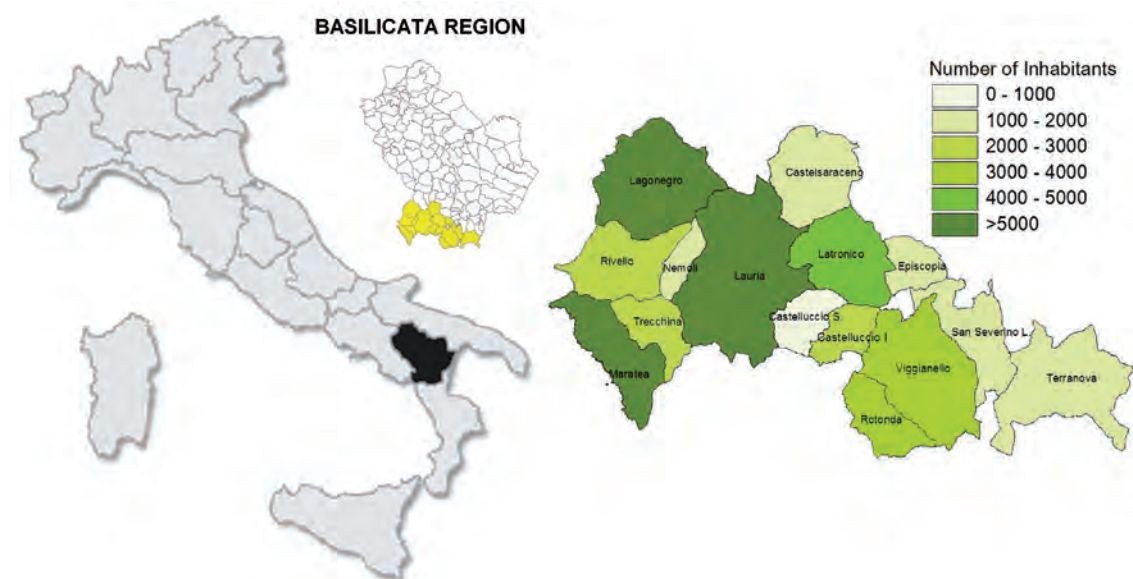 BASILICATA REGION
Number of Inhabitants
0 - 1000
1000 - 2000
2000 - 3000
3000 - 4000
4000 - 5000
>5000
Castelsaraceno
Lagonegro
Latronico
Episcopia
Rivello
Nemoli
Lauria
Trecchina
Castelluccio S.
Castelluccio I
San Severino L.
Maratea
Viggianello
Terranova
Rotonda